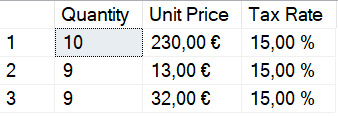 Quantity Unit Price Tax Rate
1 10 230,00 € 15,00 %
2 9 13,00 € 15,00 %
3 9 32,00 € 15,00 %